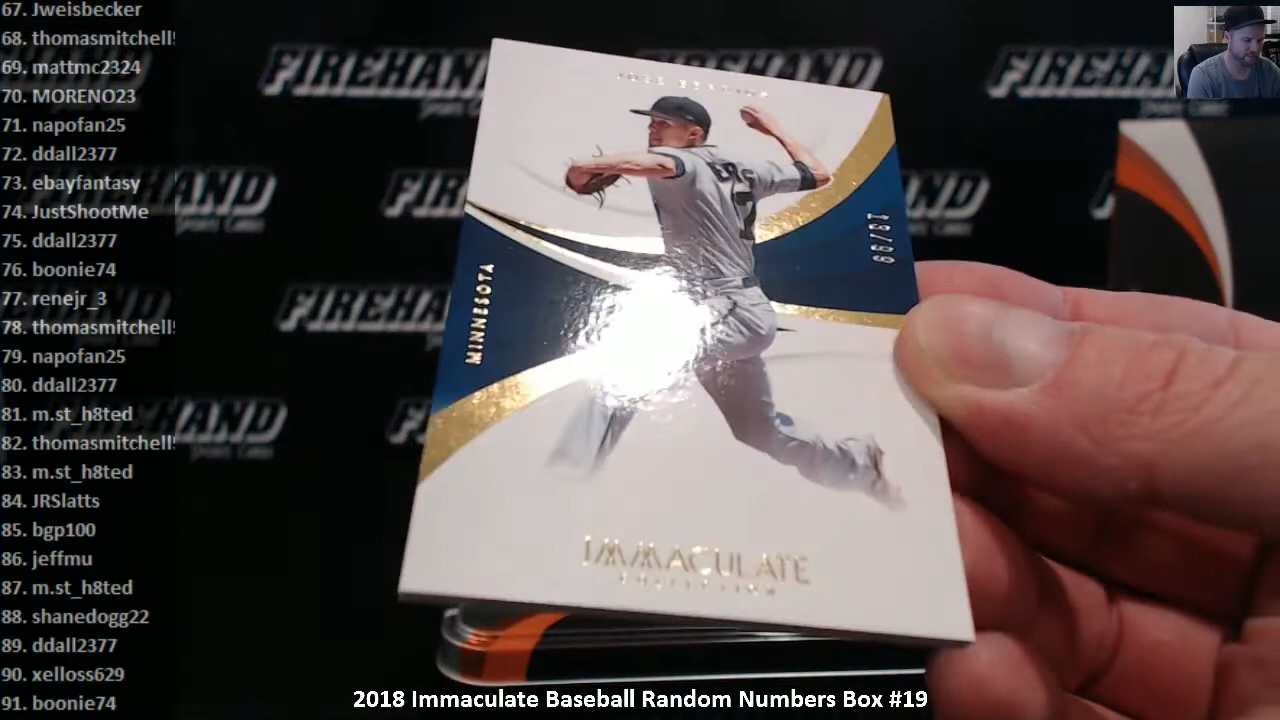 67. Jweisbecker
68. thomasmitchell
69. mattmc2324
70. MORENO23
71. napofan25
72. ddall2377
73. ebayfantasy
74. JustShootMe
75. ddall2377
76. boonie74
77. renejr_3
78. thomasmitchell
79. napofan25
80. ddall2377
81. m.st_h8ted
82. thomasmitchell
83. m.st_h8ted
84. JRSlatts
85. bgp100
86. jeffmu
87. m.st_h8ted
88. shanedogg22
89. ddall2377
90. xelloss629
91. boonie74
FIREHAND
MINNESOTA
IMMACULATE
COLLECTION
2018 Immaculate Baseball Random Numbers Box #19